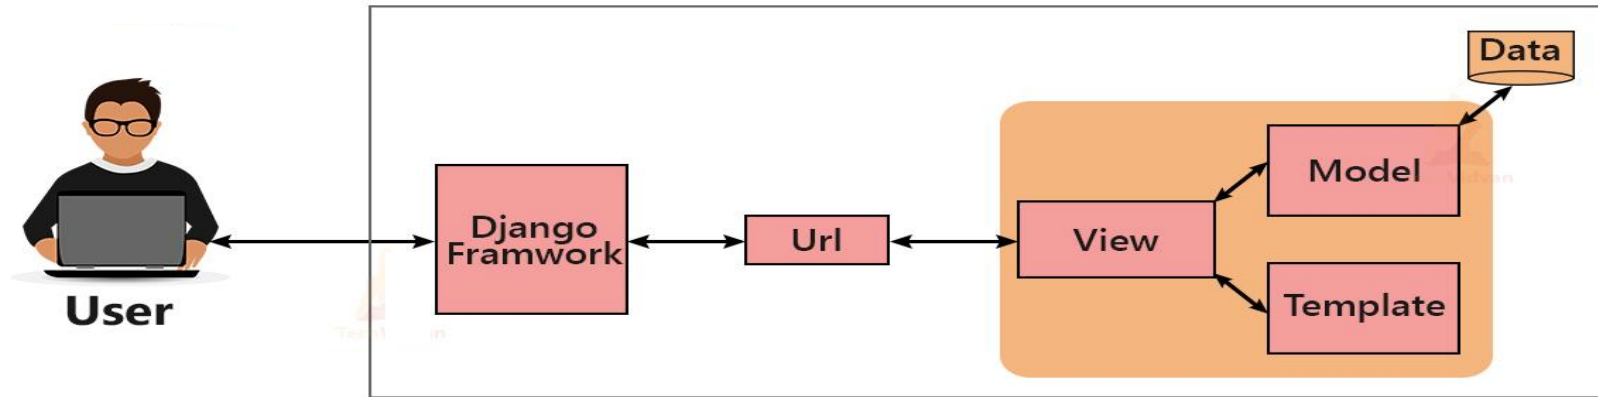 Data
Model
Django
Framwork
Url
View
Template
User